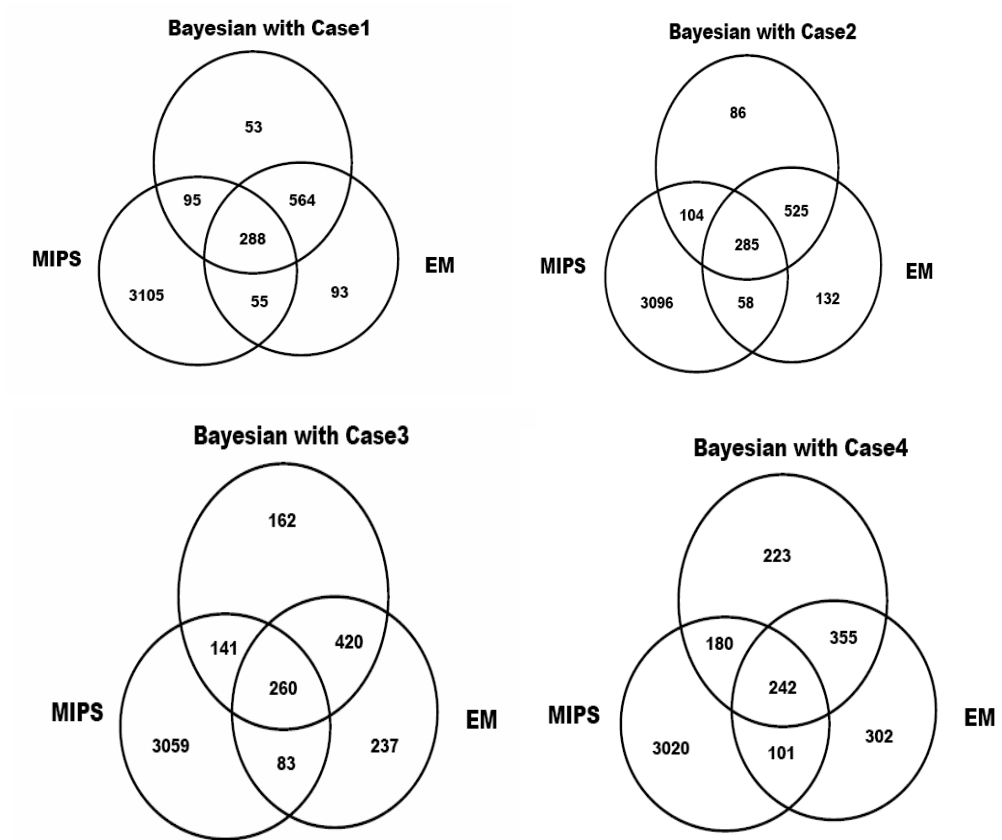 Bayesian with Case1
53
95
564
288
MIPS
EM
3105
55
93
Bayesian with Case2
86
104
525
285
MIPS
EM
3096
58
132
Bayesian with Case3
162
141
420
260
MIPS
EM
3059
83
237
Bayesian with Case4
223
180
355
242
MIPS
EM
3020
101
302